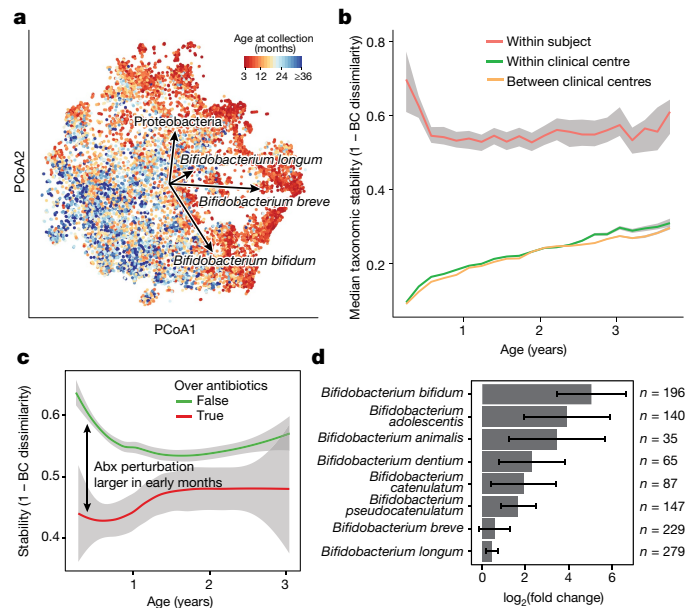 a
Age at collection
(months)
3 12 24 ≥36
Proteobacteria
Bifidobacterium longum
Bifidobacterium breve
Bifidobacterium bifidum
PCoA2
PCoA1
b
Within subject
Within clinical centre
Between clinical centres
Median taxonomic stability (1 − BC dissimilarity)
0.8
0.6
0.4
0.2
1 2 3
Age (years)
c
Over antibiotics
False
True
Abx perturbation
larger in early months
Stability (1 − BC dissimilarity)
0.6
0.5
0.4
1 2 3
Age (years)
d
Bifidobacterium bifidum n = 196
Bifidobacterium
adolescentis n = 140
Bifidobacterium animalis n = 35
Bifidobacterium dentium n = 65
Bifidobacterium
catenulatum n = 87
Bifidobacterium
pseudocatenulatum n = 147
Bifidobacterium breve n = 229
Bifidobacterium longum n = 279
0 2 4 6
log2(fold change)